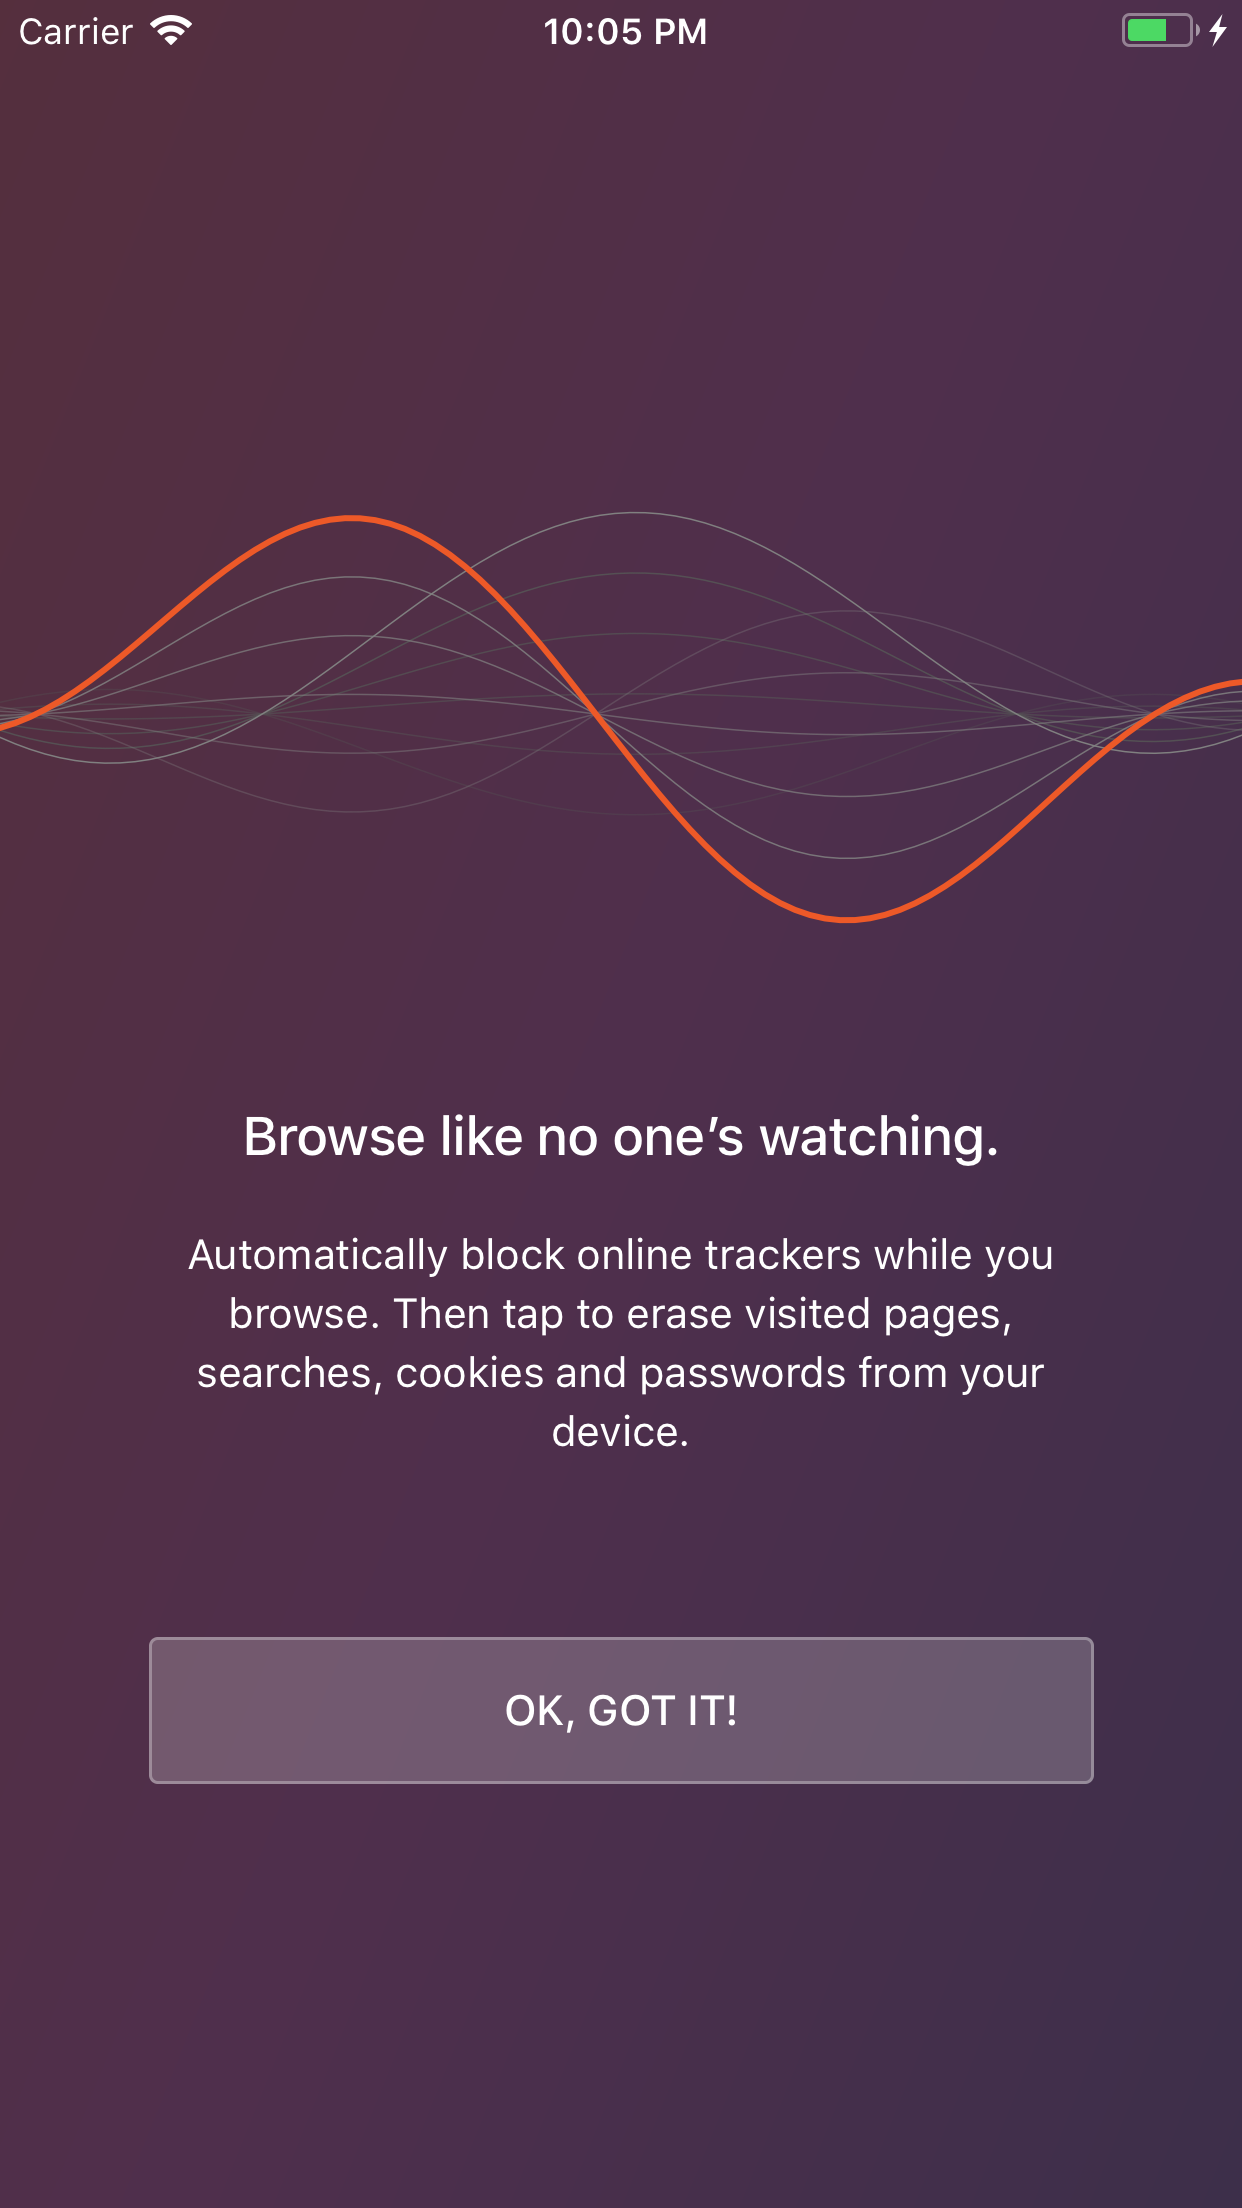 Carrier 10:05 PM
Browse like no one’s watching.
Automatically block online trackers while you
browse. Then tap to erase visited pages,
searches, cookies and passwords from your
device.
OK, GOT IT!